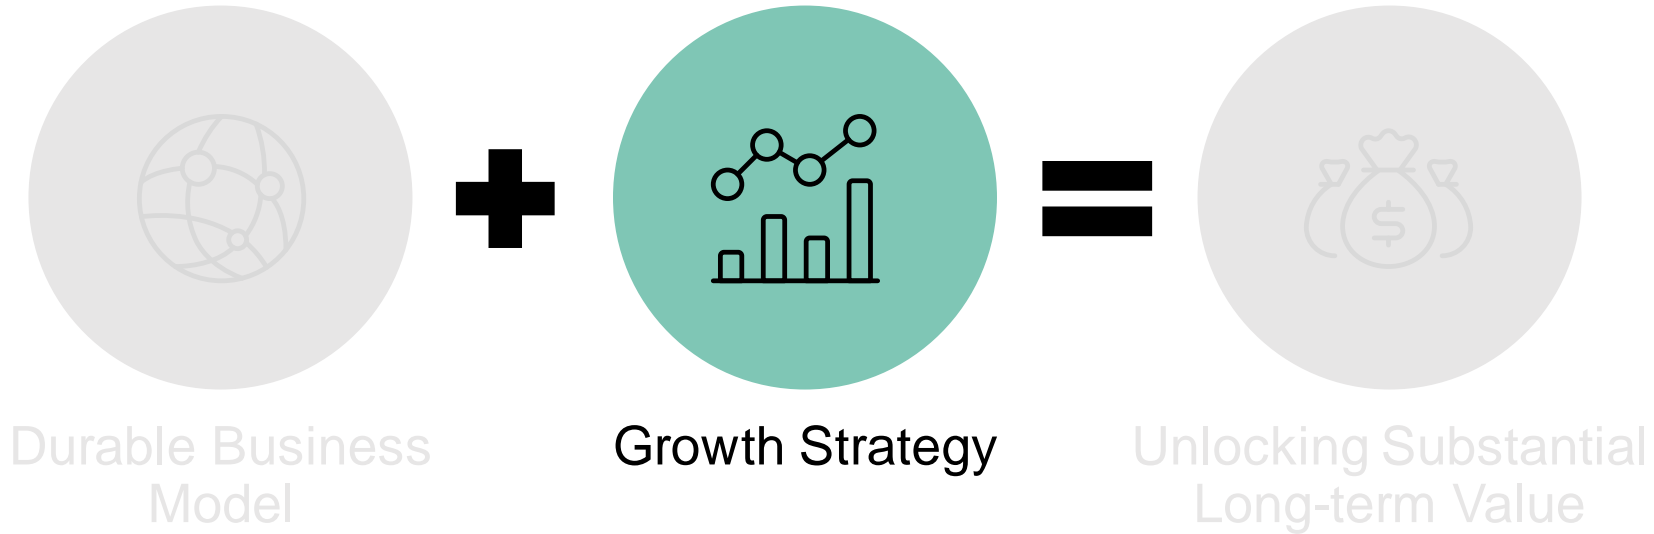 Durable Business
Model
Growth Strategy
$
Unlocking Substantial
Long-term Value